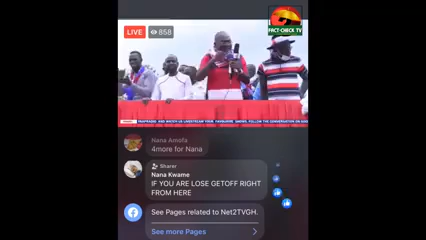 FACT-CHECK TV
LIVE
858
Nana Amofa
4more for Nana
Sharer
Nana Kwame
IF YOU ARE LOSE GETOFF RIGHT
FROM HERE
See Pages related to Net2TVGH.
See more Pages